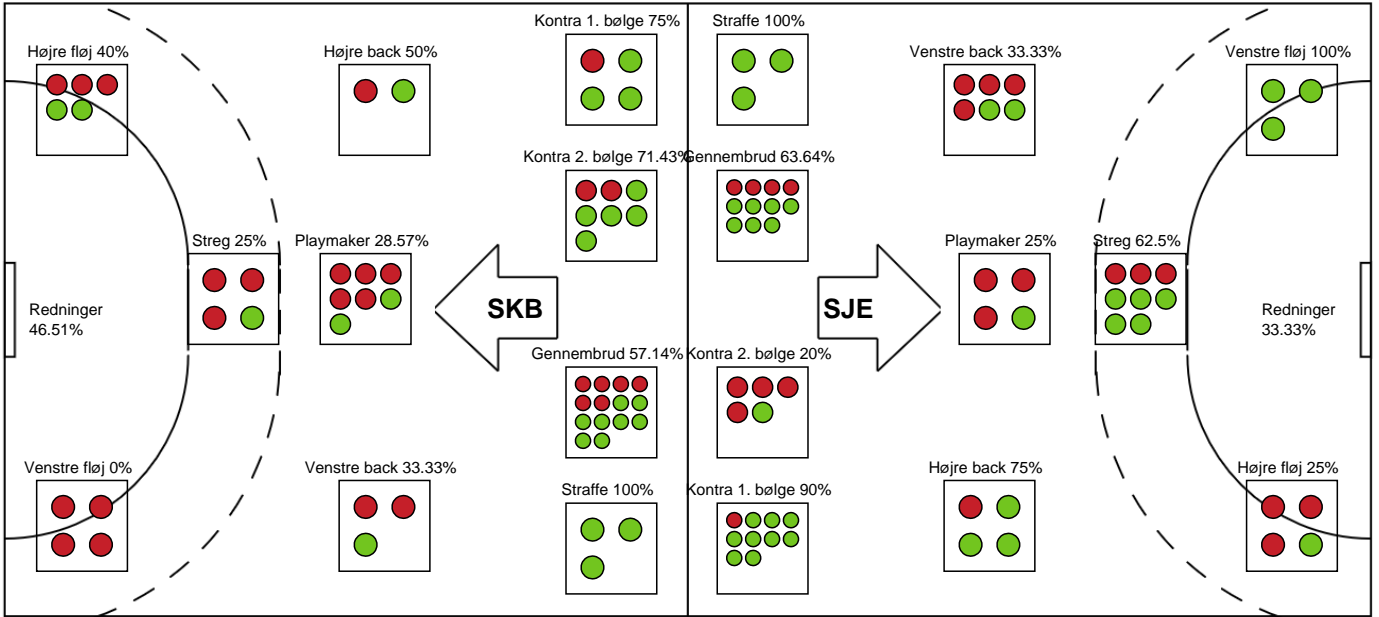 Kontra 1. bølge 75%
Straffe 100%
Højre fløj 40%
Højre back 50%
Venstre back 33.33%
Venstre fløj 100%
Kontra 2. bølge 71.43%
Gennembrud 63.64%
Streg 25%
Playmaker 28.57%
Playmaker 25%
Streg 62.5%
Redninger
46.51%
SKB
SJE
Redninger
33.33%
Gennembrud 57.14%
Kontra 2. bølge 20%
Venstre fløj 0%
Venstre back 33.33%
Højre back 75%
Højre fløj 25%
Straffe 100%
Kontra 1. bølge 90%